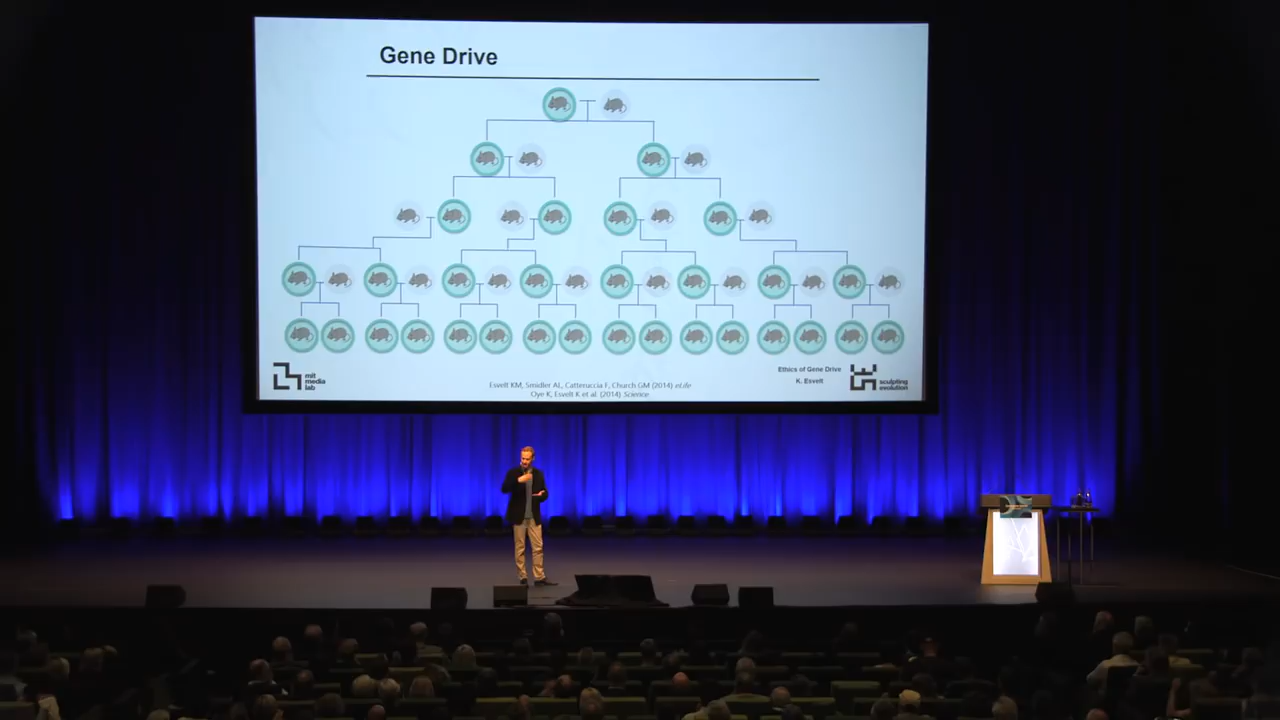 Gene Drive
mit
media
lab
Esvelt KM, Smidler AL, Catteruccia F, Church GM (2014) eLife
Oye K, Esvelt K et al. (2014) Science
Ethics of Gene Drive
K. Esvelt
sculpting
evolution